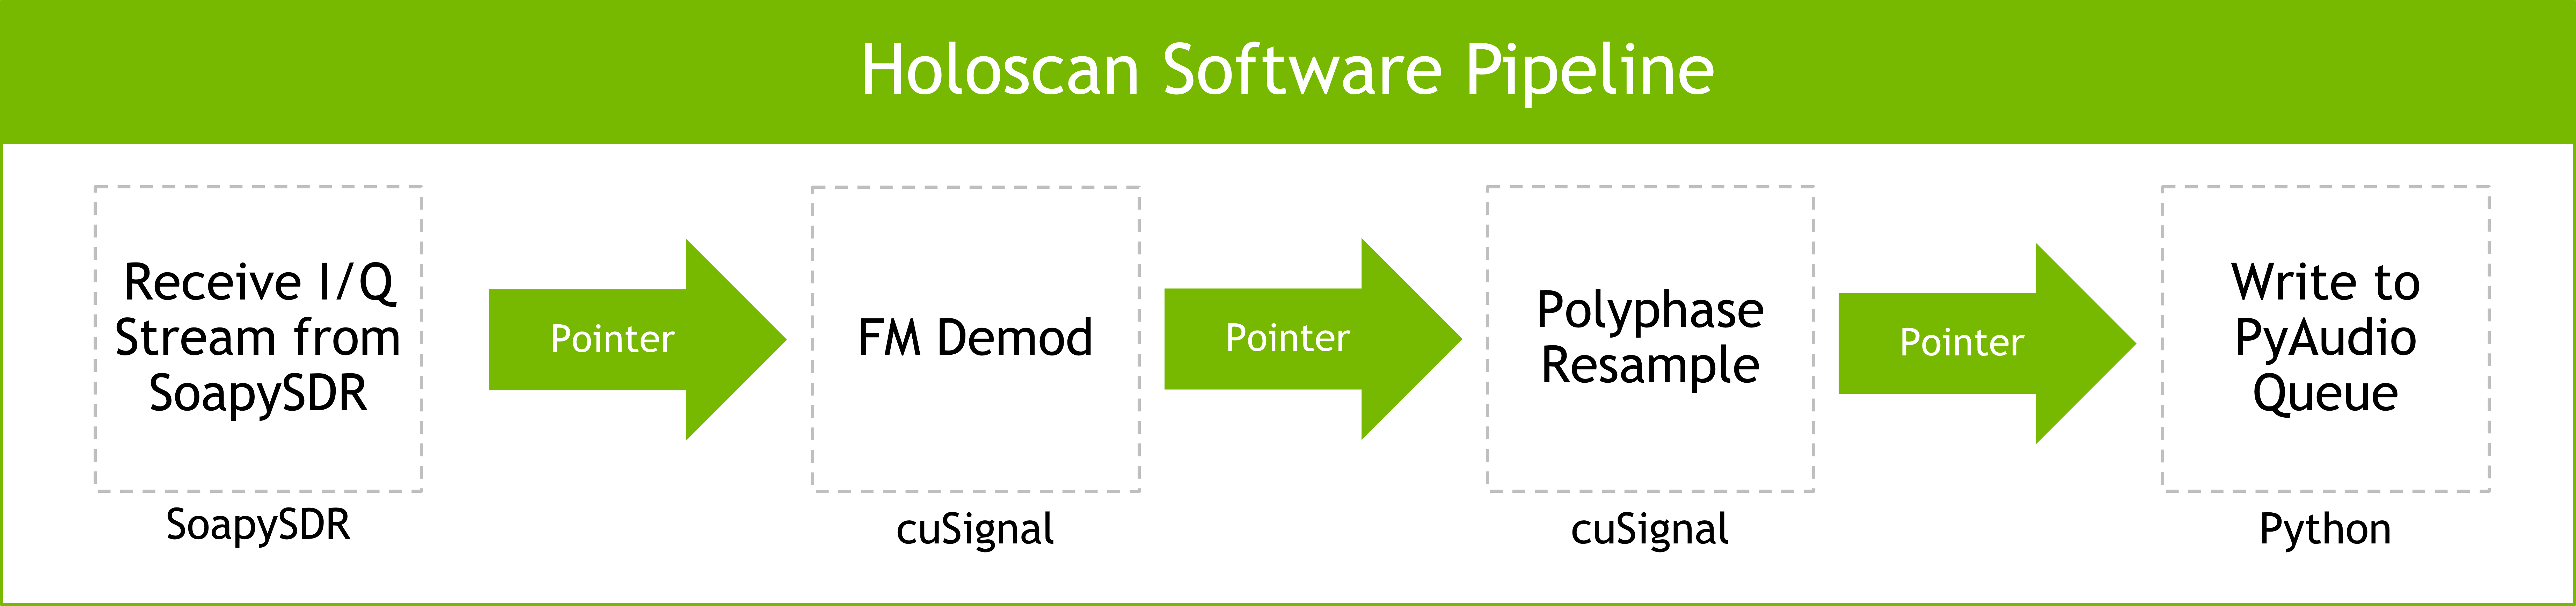 Holoscan Software Pipeline
Receive I/Q
Stream from
SoapySDR
SoapySDR
Pointer
FM Demod
cuSignal
Pointer
Polyphase
Resample
cuSignal
Pointer
Write to
PyAudio
Queue
Python